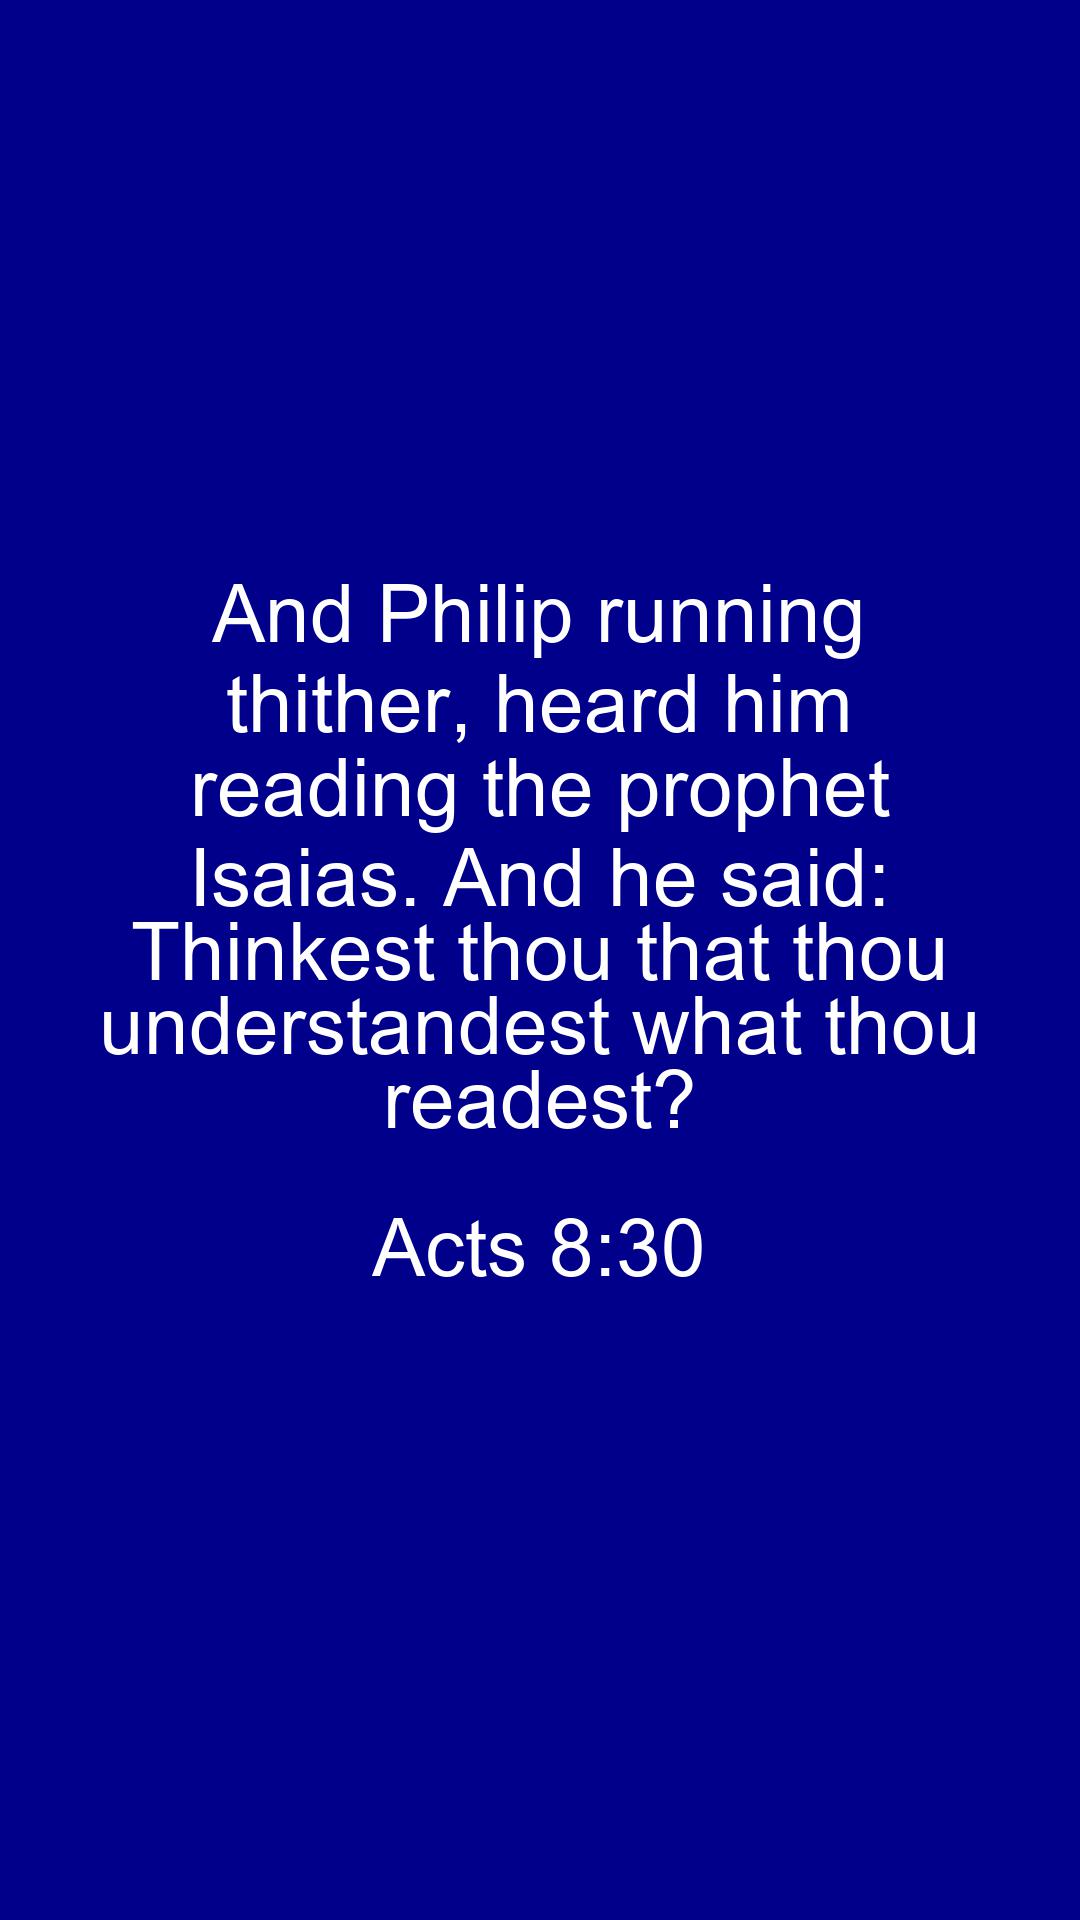 And Philip running
thither, heard him
reading the prophet
Isaias. And he said:
Thinkest thou that thou
understandest what thou
readest?
Acts 8:30